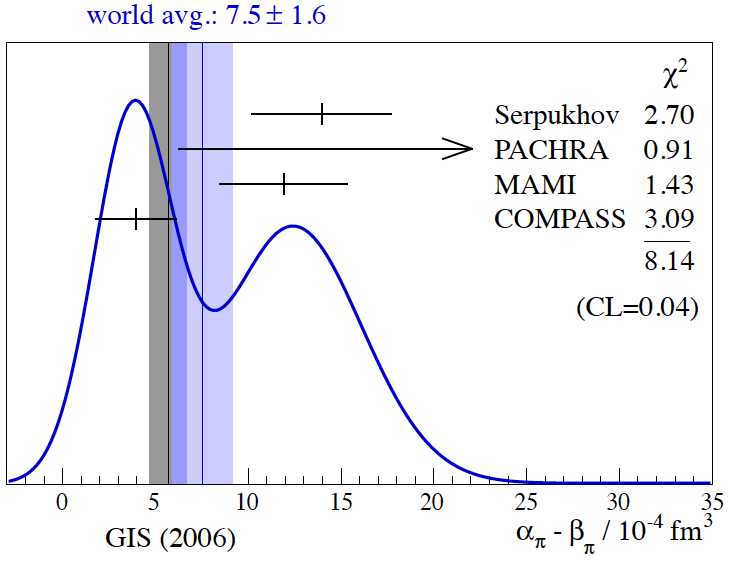 world avg.: 7.5 ± 1.6
χ²
Serpukhov 2.70
PACHRA 0.91
MAMI 1.43
COMPASS 3.09
8.14
(CL=0.04)
0 5 10 15 20 25 30 35
GIS (2006)
α_π - β_π / 10⁻⁴ fm³